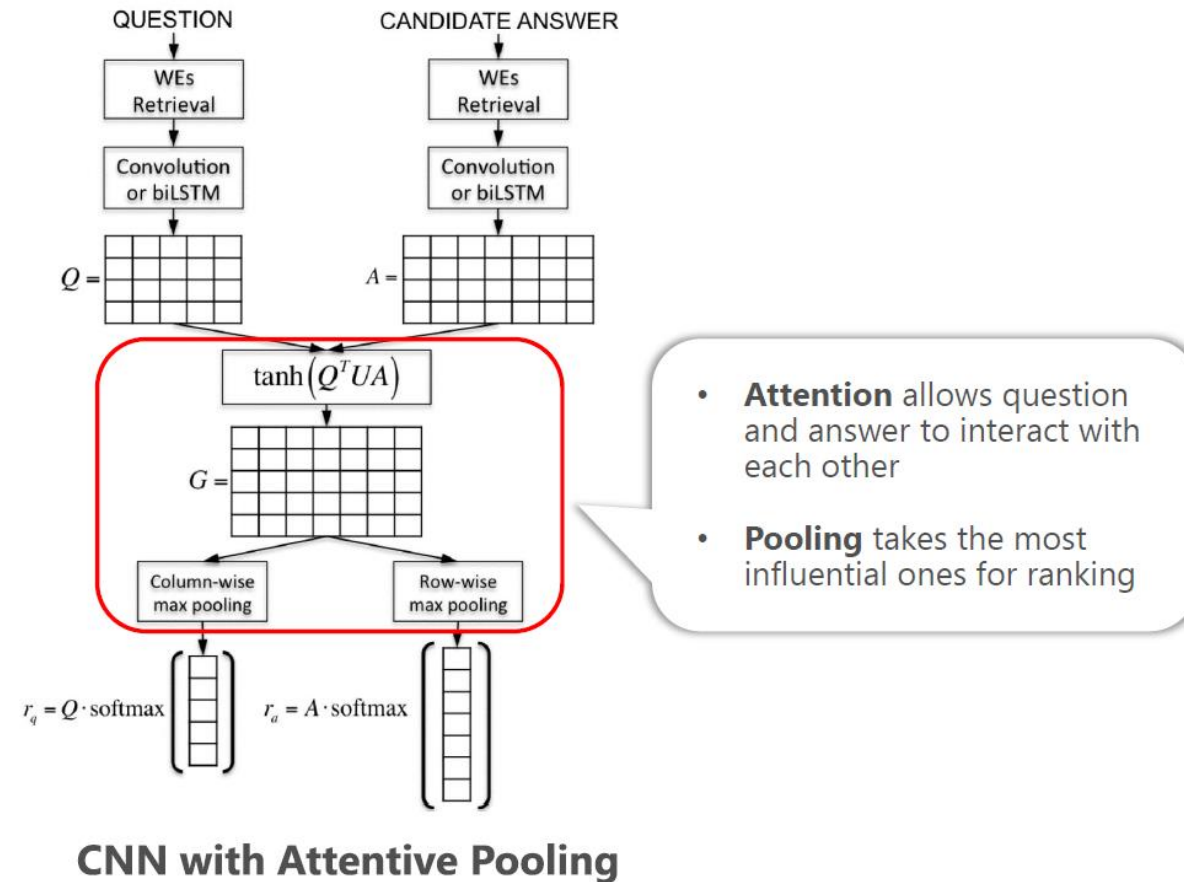 QUESTION
CANDIDATE ANSWER
WEs
Retrieval
WEs
Retrieval
Convolution
or biLSTM
Convolution
or biLSTM
Q =
A =
tanh(Q^T UA)
G =
Column-wise
max pooling
Row-wise
max pooling
r_q = Q · softmax
r_a = A · softmax
CNN with Attentive Pooling
• Attention allows question
and answer to interact with
each other
• Pooling takes the most
influential ones for ranking